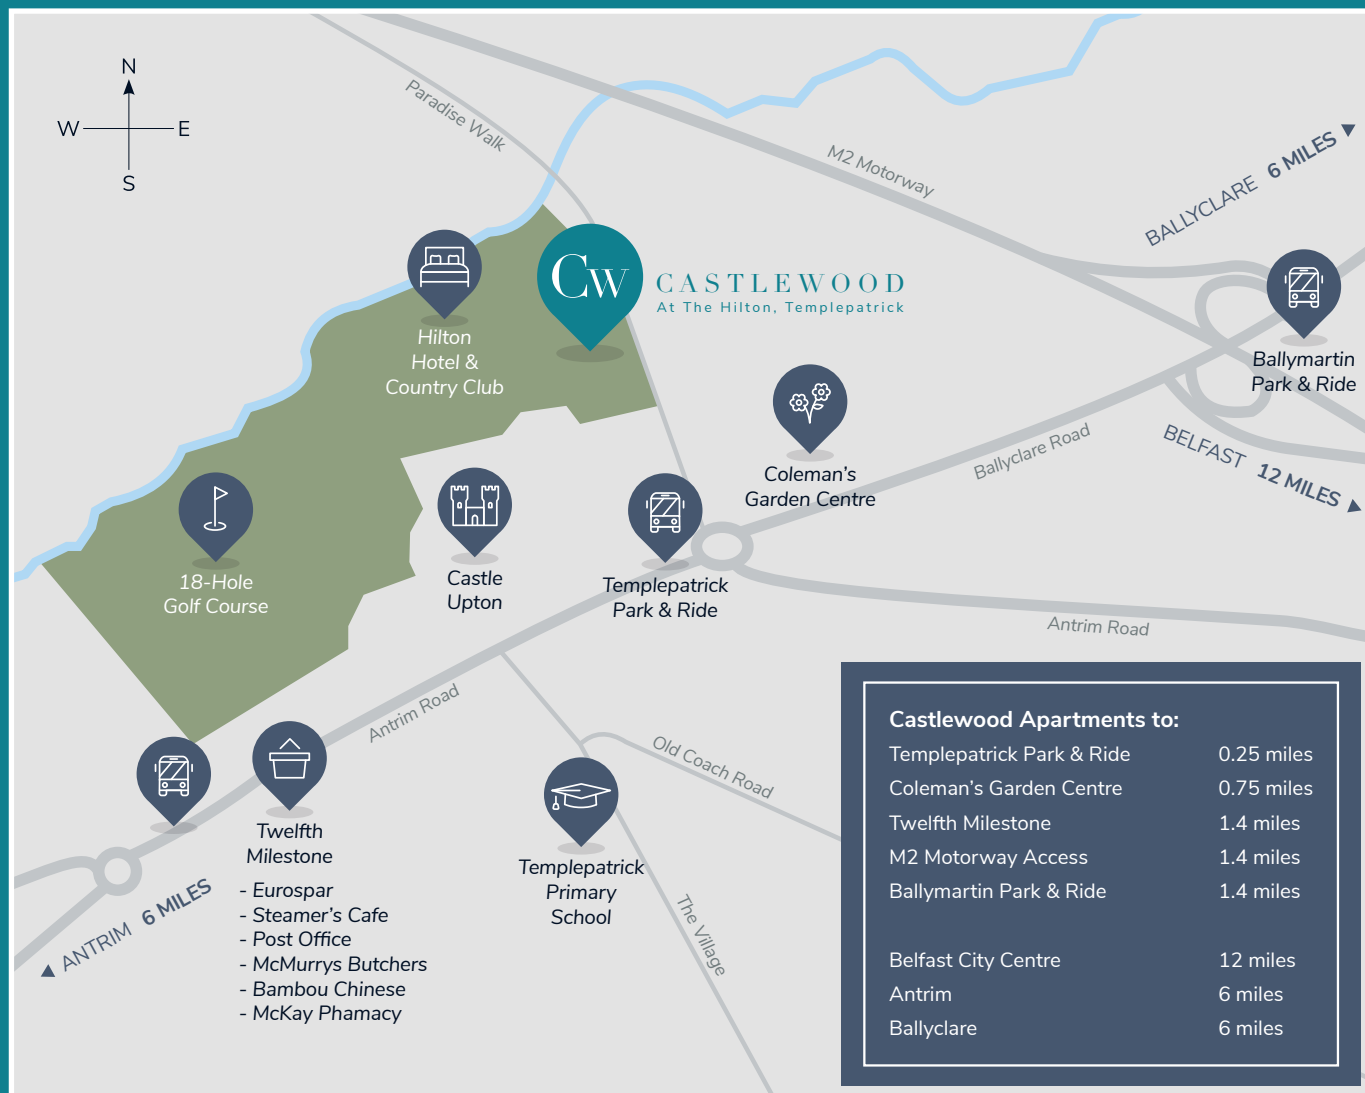 N
W E
S
Paradise Walk
M2 Motorway
BALLYCLARE 6 MILES
CW
CASTLEWOOD
At The Hilton, Templepatrick
Hilton
Hotel &
Country Club
Ballymartin
Park & Ride
Ballyclare Road
BELFAST 12 MILES
Coleman's
Garden Centre
18-Hole
Golf Course
Castle
Upton
Templepatrick
Park & Ride
Antrim Road
Antrim Road
Old Coach Road
Twelfth
Milestone
- Eurospar
- Steamer's Cafe
- Post Office
- McMurrys Butchers
- Bambou Chinese
- McKay Phamacy
ANTRIM 6 MILES
Templepatrick
Primary
School
The Village
Castlewood Apartments to:
Templepatrick Park & Ride 0.25 miles
Coleman's Garden Centre 0.75 miles
Twelfth Milestone 1.4 miles
M2 Motorway Access 1.4 miles
Ballymartin Park & Ride 1.4 miles
Belfast City Centre 12 miles
Antrim 6 miles
Ballyclare 6 miles